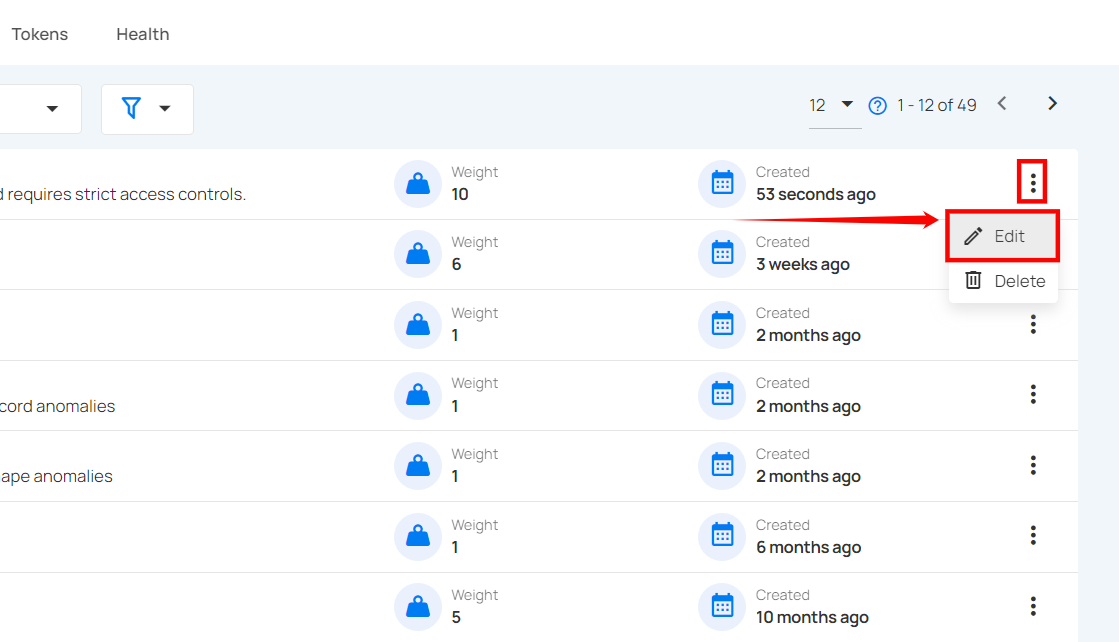 Tokens Health
12 1 - 12 of 49
Weight Created
requires strict access controls. 10 53 seconds ago
Edit
Weight Created
6 3 weeks ago
Delete
Weight Created
1 2 months ago
Weight Created
cord anomalies 1 2 months ago
Weight Created
ape anomalies 1 2 months ago
Weight Created
1 6 months ago
Weight Created
5 10 months ago